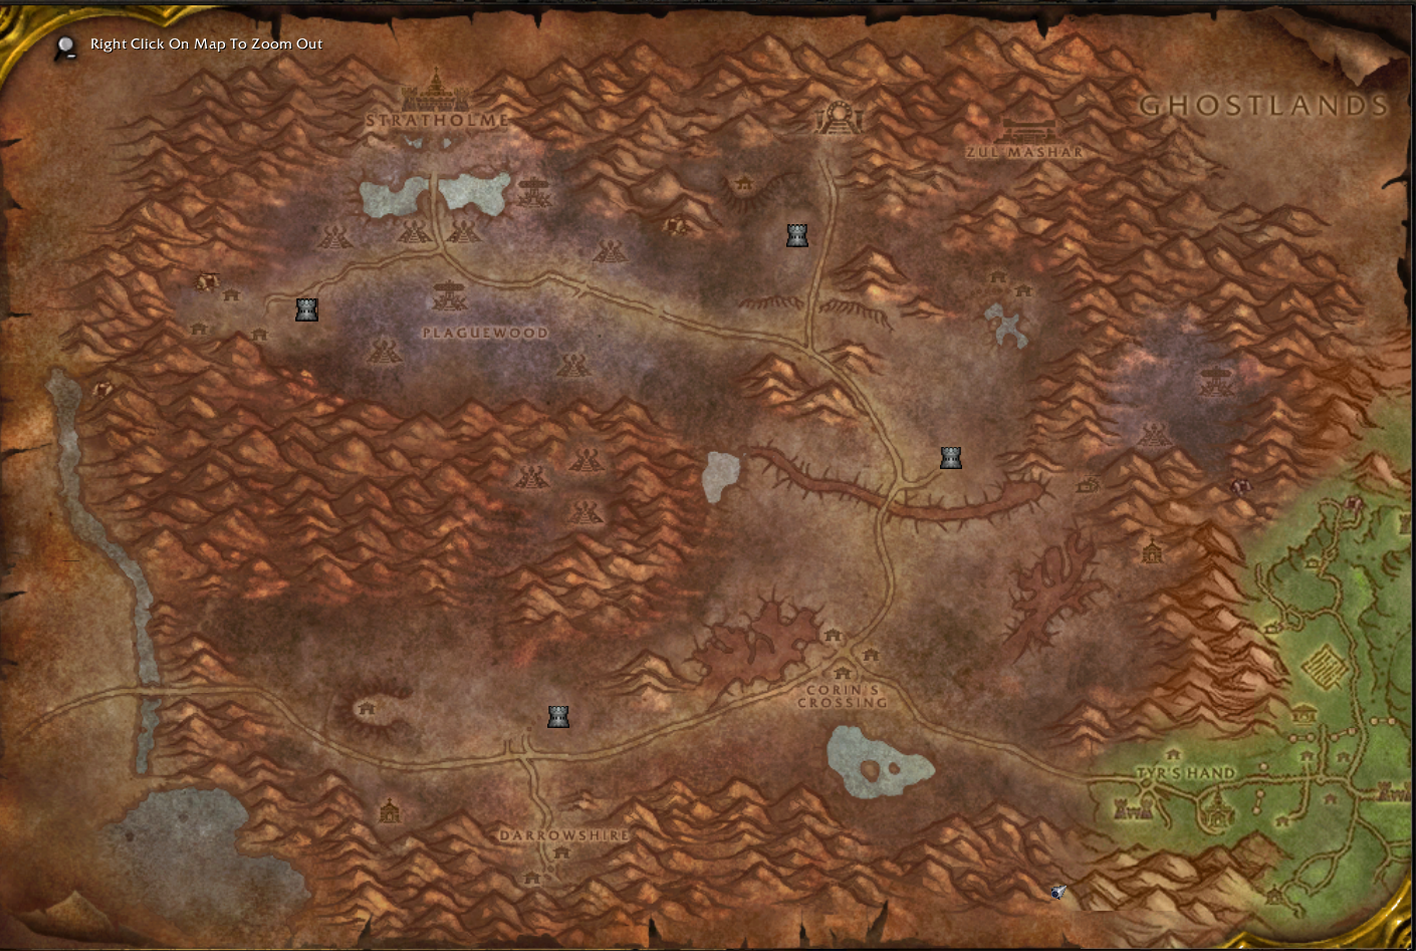 Right Click On Map To Zoom Out
GHOSTLANDS
STRATHOLME
ZUL'MASHAR
PLAGUEWOOD
CORIN'S
CROSSING
TYR'S HAND
DARROWSHIRE